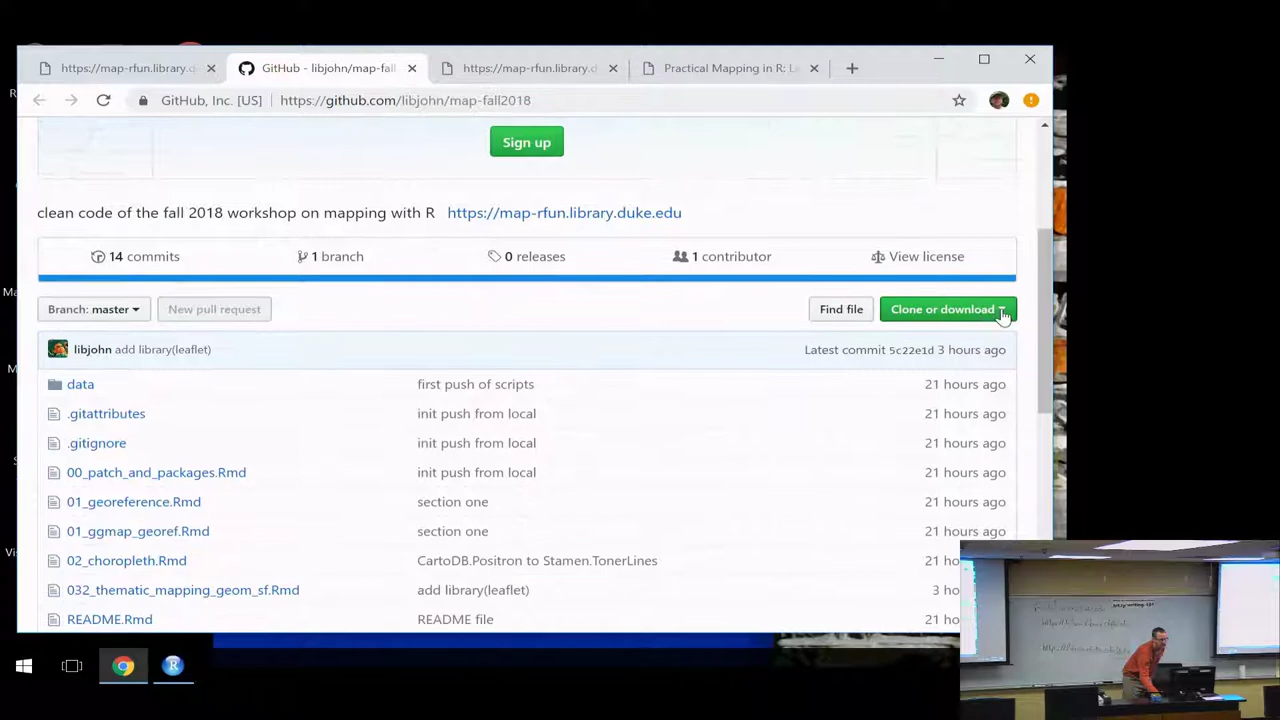 https://map-rfun.library.d
GitHub - libjohn/map-fall
https://map-rfun.library.d
Practical Mapping in R: L
GitHub, Inc. [US]
https://github.com/libjohn/map-fall2018
Sign up
clean code of the fall 2018 workshop on mapping with R https://map-rfun.library.duke.edu
14 commits
1 branch
0 releases
1 contributor
View license
Branch: master
New pull request
Find file
Clone or download
libjohn add library(leaflet)
Latest commit 5c22e1d 3 hours ago
data first push of scripts 21 hours ago
.gitattributes init push from local 21 hours ago
.gitignore init push from local 21 hours ago
00_patch_and_packages.Rmd init push from local 21 hours ago
01_georeference.Rmd section one 21 hours ago
01_ggmap_georef.Rmd section one 21 hours ago
02_choropleth.Rmd CartoDB.Positron to Stamen.TonerLines 21 h
032_thematic_mapping_geom_sf.Rmd add library(leaflet) 3 ho
README.Rmd README file 21 ho